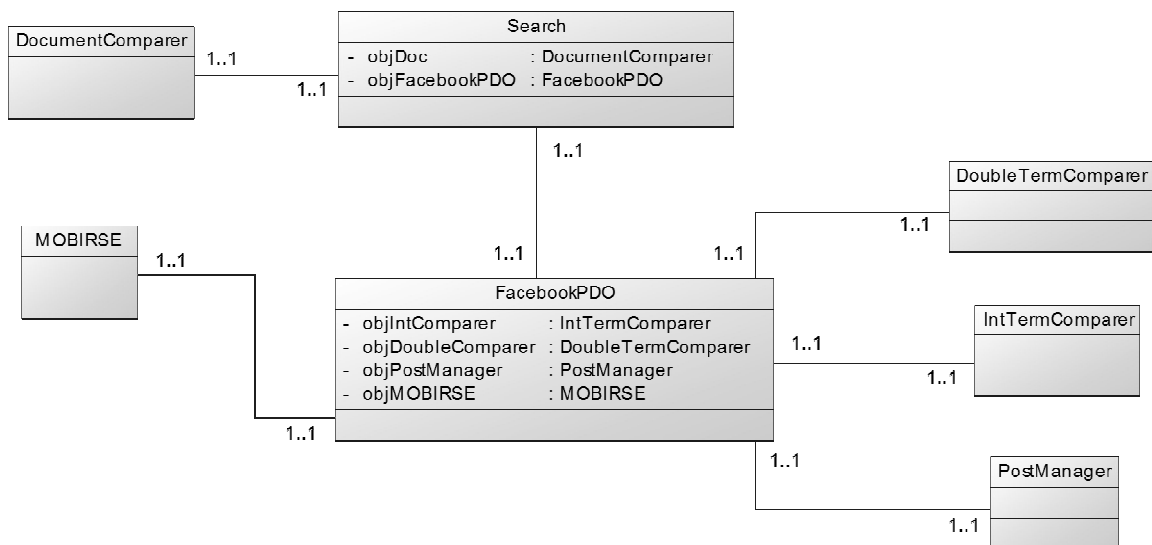 DocumentComparer
Search
- objDoc : DocumentComparer
- objFacebookPDO : FacebookPDO
1..1
1..1
1..1
DoubleTermComparer
MOBIRSE
1..1
1..1
1..1
1..1
FacebookPDO
- objIntComparer : IntTermComparer
- objDoubleComparer : DoubleTermComparer
- objPostManager : PostManager
- objMOBIRSE : MOBIRSE
IntTermComparer
1..1
1..1
1..1
1..1
PostManager
1..1